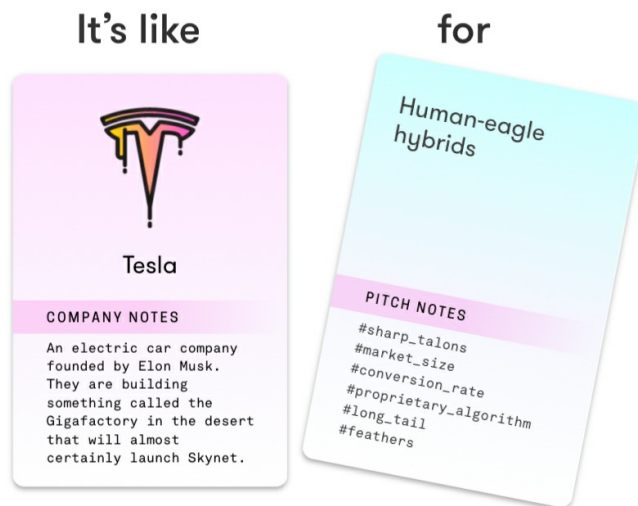 It’s like
for
Tesla
COMPANY NOTES
An electric car company
founded by Elon Musk.
They are building
something called the
Gigafactory in the desert
that will almost
certainly launch Skynet.
Human-eagle
hybrids
PITCH NOTES
#sharp_talons
#market_size
#conversion_rate
#proprietary_algorithm
#long_tail
#feathers